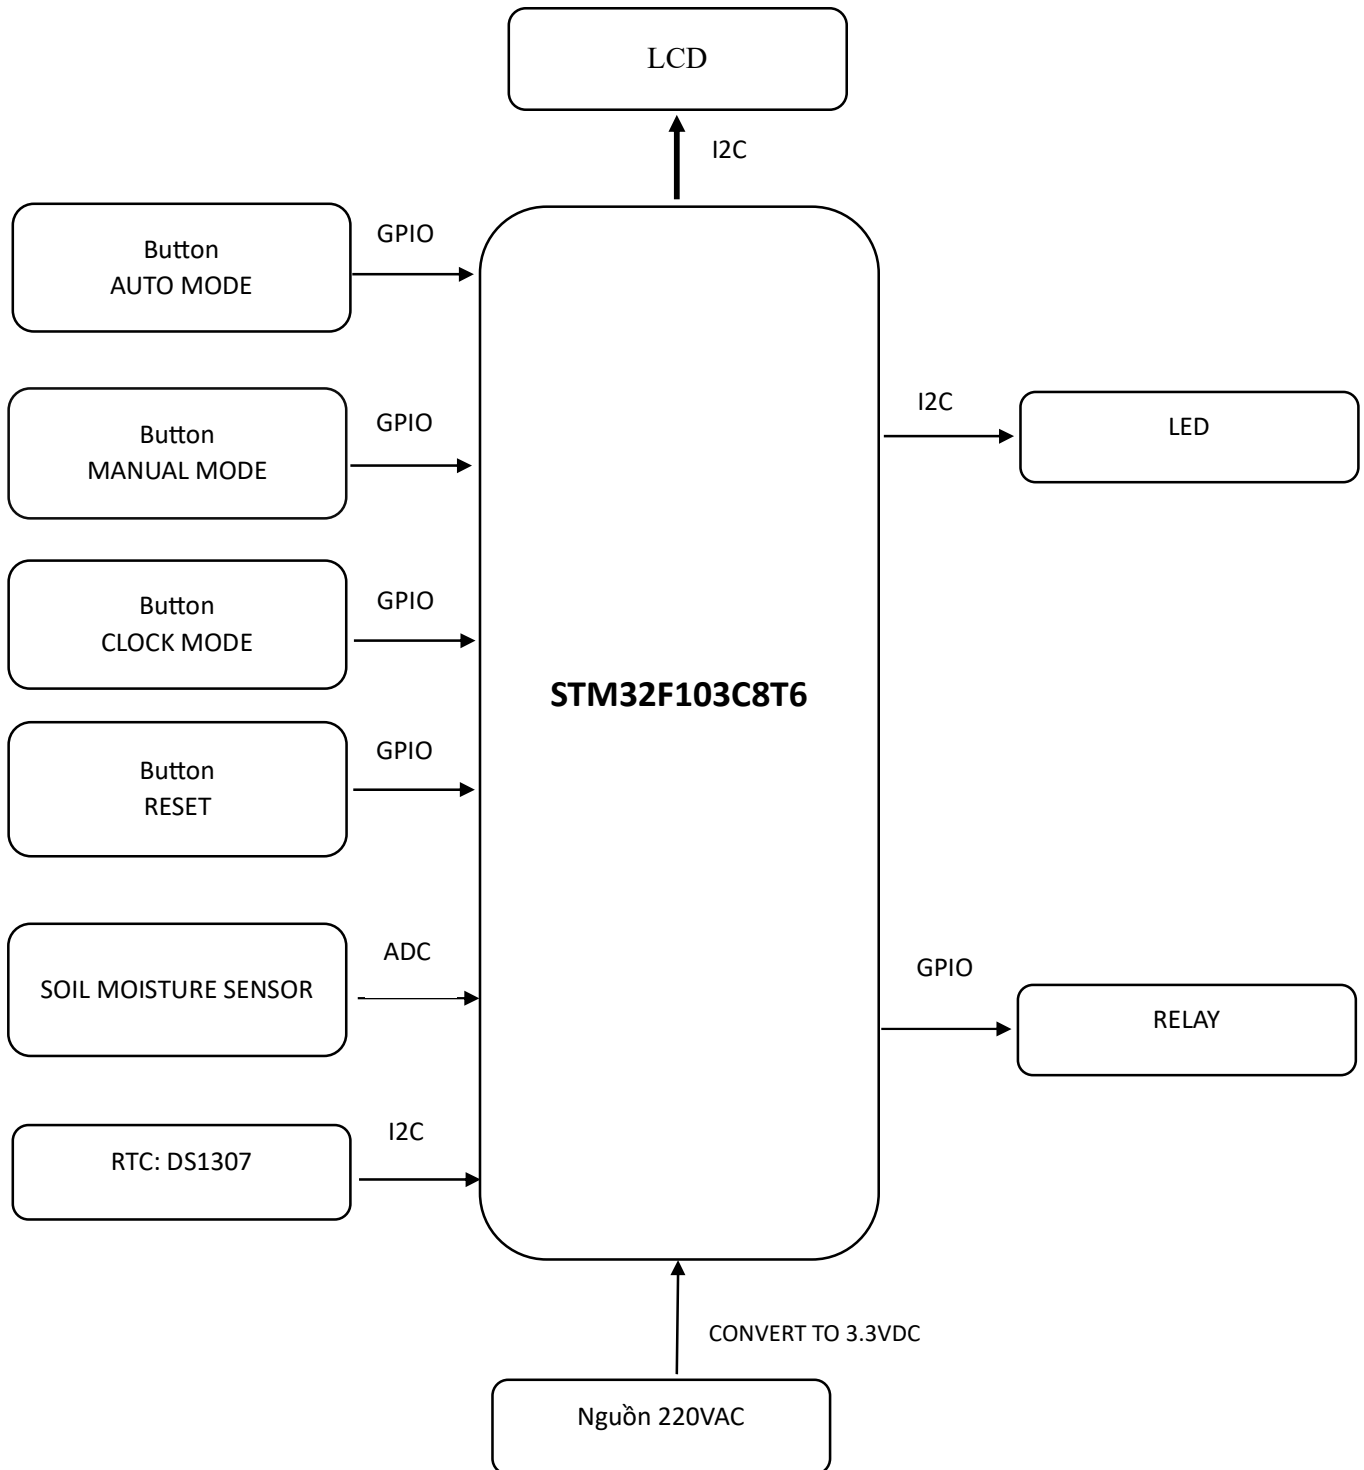 LCD
I2C
Button
AUTO MODE
GPIO
Button
MANUAL MODE
GPIO
I2C
LED
Button
CLOCK MODE
GPIO
STM32F103C8T6
Button
RESET
GPIO
SOIL MOISTURE SENSOR
ADC
GPIO
RELAY
RTC: DS1307
I2C
CONVERT TO 3.3VDC
Nguồn 220VAC